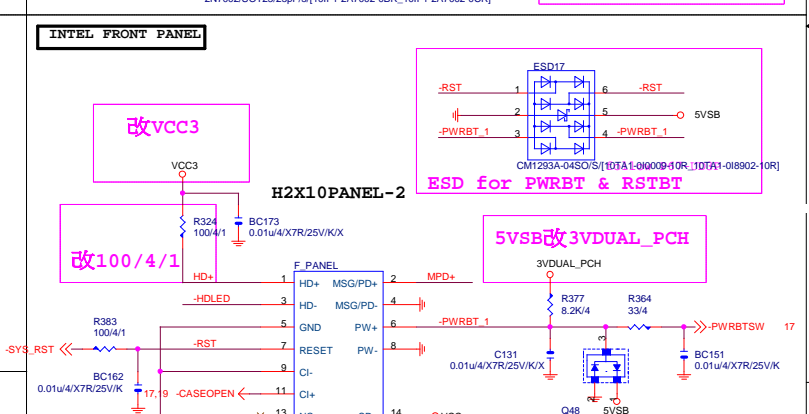 INTEL FRONT PANEL
ESD17
-RST
1
6
-RST
2
5
5VSB
-PWRBT_1
3
4
-PWRBT_1
CM1293A-04SO/S/
ESD for PWRBT & RSTBT
改VCC3
VCC3
H2X10PANEL-2
R324
100/4/1
BC173
0.01u/4/X7R/25V/K/X
改100/4/1
5VSB改3VDUAL_PCH
3VDUAL_PCH
F_PANEL
HD+
1
HD+
MSG/PD+
2
MPD+
R377
8.2K/4
R364
33/4
-HDLED
3
HD-
MSG/PD-
4
5
GND
PW+
6
-PWRBT_1
3
-PWRBTSW
17
R383
100/4/1
-SYS_RST
-RST
7
RESET
PW-
8
C131
0.01u/4/X7R/25V/K/X
BC151
0.01u/4/X7R/25V/K
9
CI-
BC162
0.01u/4/X7R/25V/K
17,19
-CASEOPEN
11
CI+
2
1
13
14
Q48
5VSB